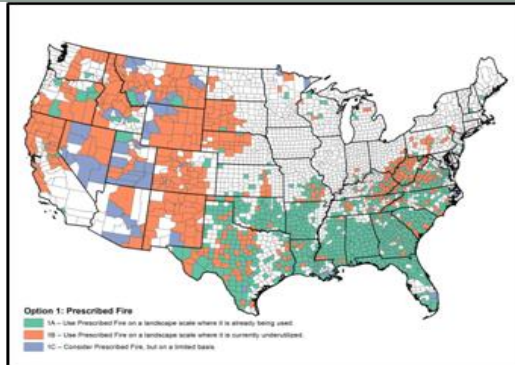 Option 1: Prescribed Fire
1A – Use Prescribed Fire on a landscape scale where it is already being used.
1B – Use Prescribed Fire on a landscape scale where it is currently underutilized.
1C – Consider Prescribed Fire, but on a limited basis.